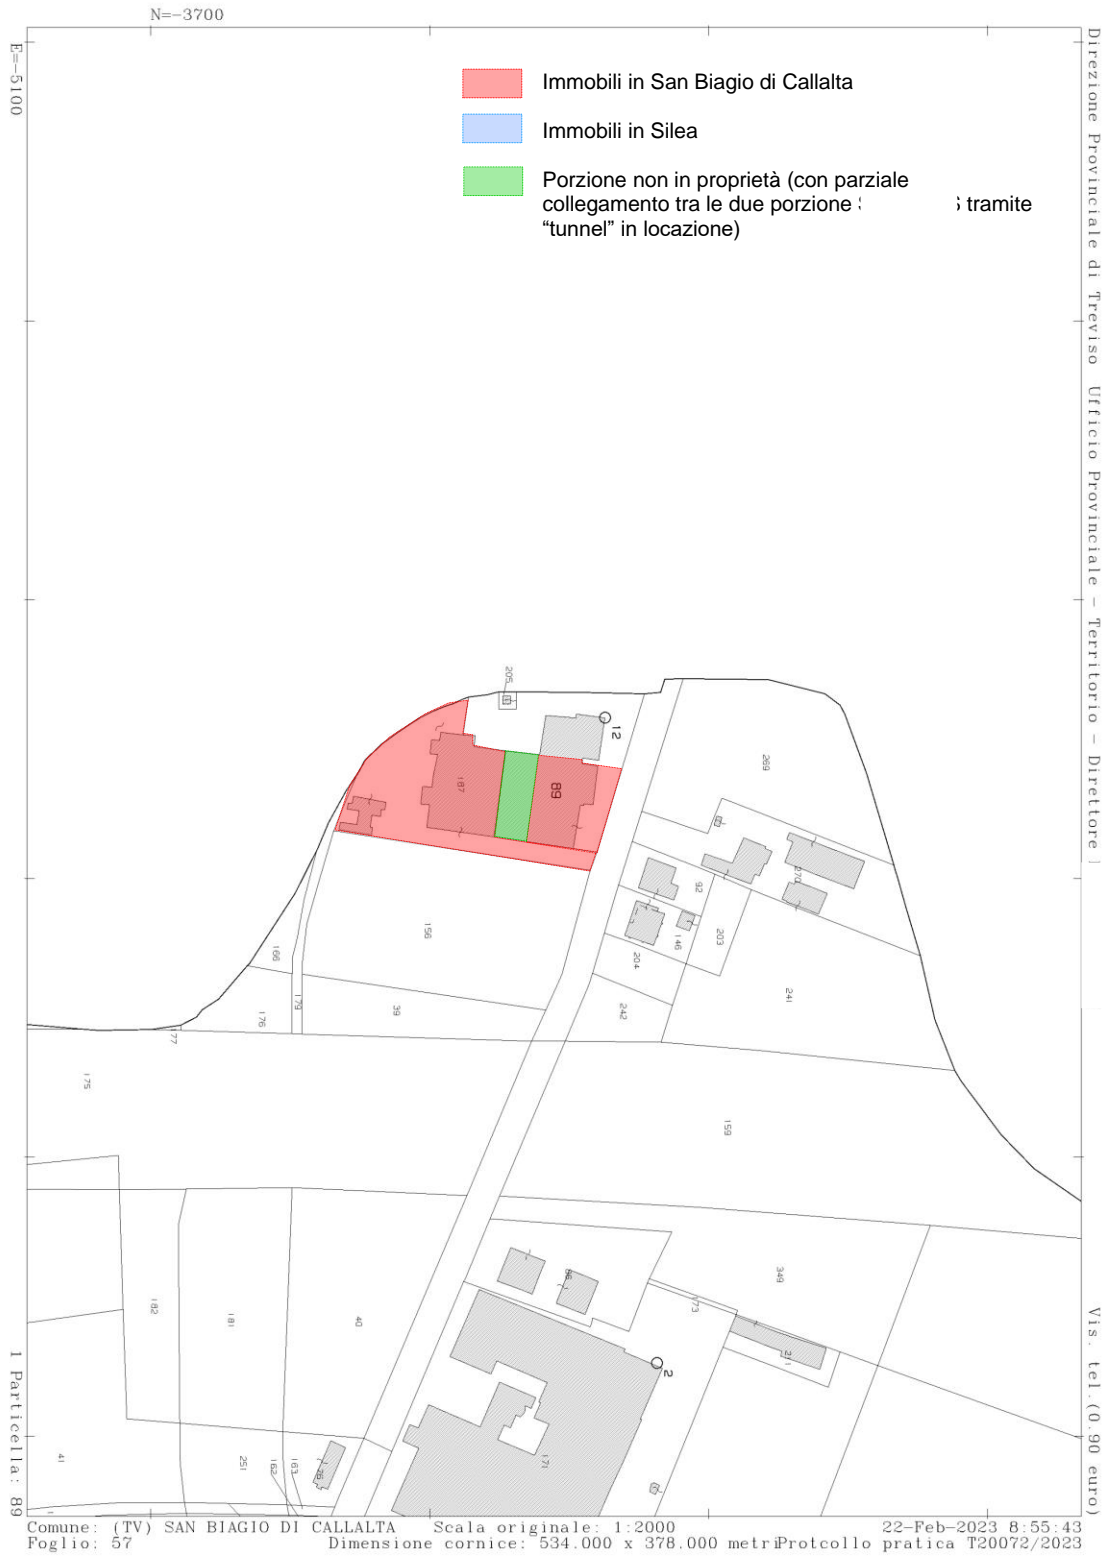 N=-3700
E=-5100
Direzione Provinciale di Treviso Ufficio Provinciale - Territorio - Direttore
Immobili in San Biagio di Callalta
Immobili in Silea
Porzione non in proprietà (con parziale
collegamento tra le due porzione tramite
“tunnel” in locazione)
205
12
269
187
89
270
92
203
146
204
156
166
241
179
39
242
176
177
175
159
349
173
182
181
40
211
2
41
251
162
163
171
Vis. tel. (0.90 euro)
1 Particella: 89
Comune: (TV) SAN BIAGIO DI CALLALTA Scala originale: 1:2000 22-Feb-2023 8:55:43
Foglio: 57 Dimensione cornice: 534.000 x 378.000 metri Protcollo pratica T20072/2023